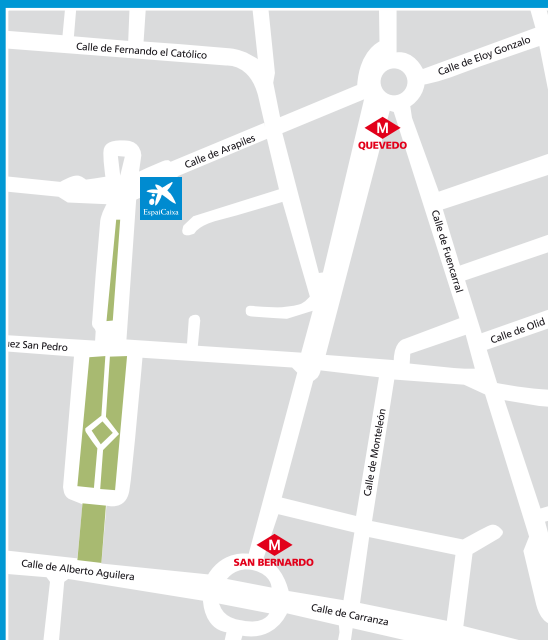 Calle de Fernando el Católico
Calle de Eloy Gonzalo
M
QUEVEDO
Calle de Arapiles
EspaiCaixa
Calle de Fuencarral
Calle de Olid
ez San Pedro
Calle de Monteleón
M
SAN BERNARDO
Calle de Alberto Aguilera
Calle de Carranza